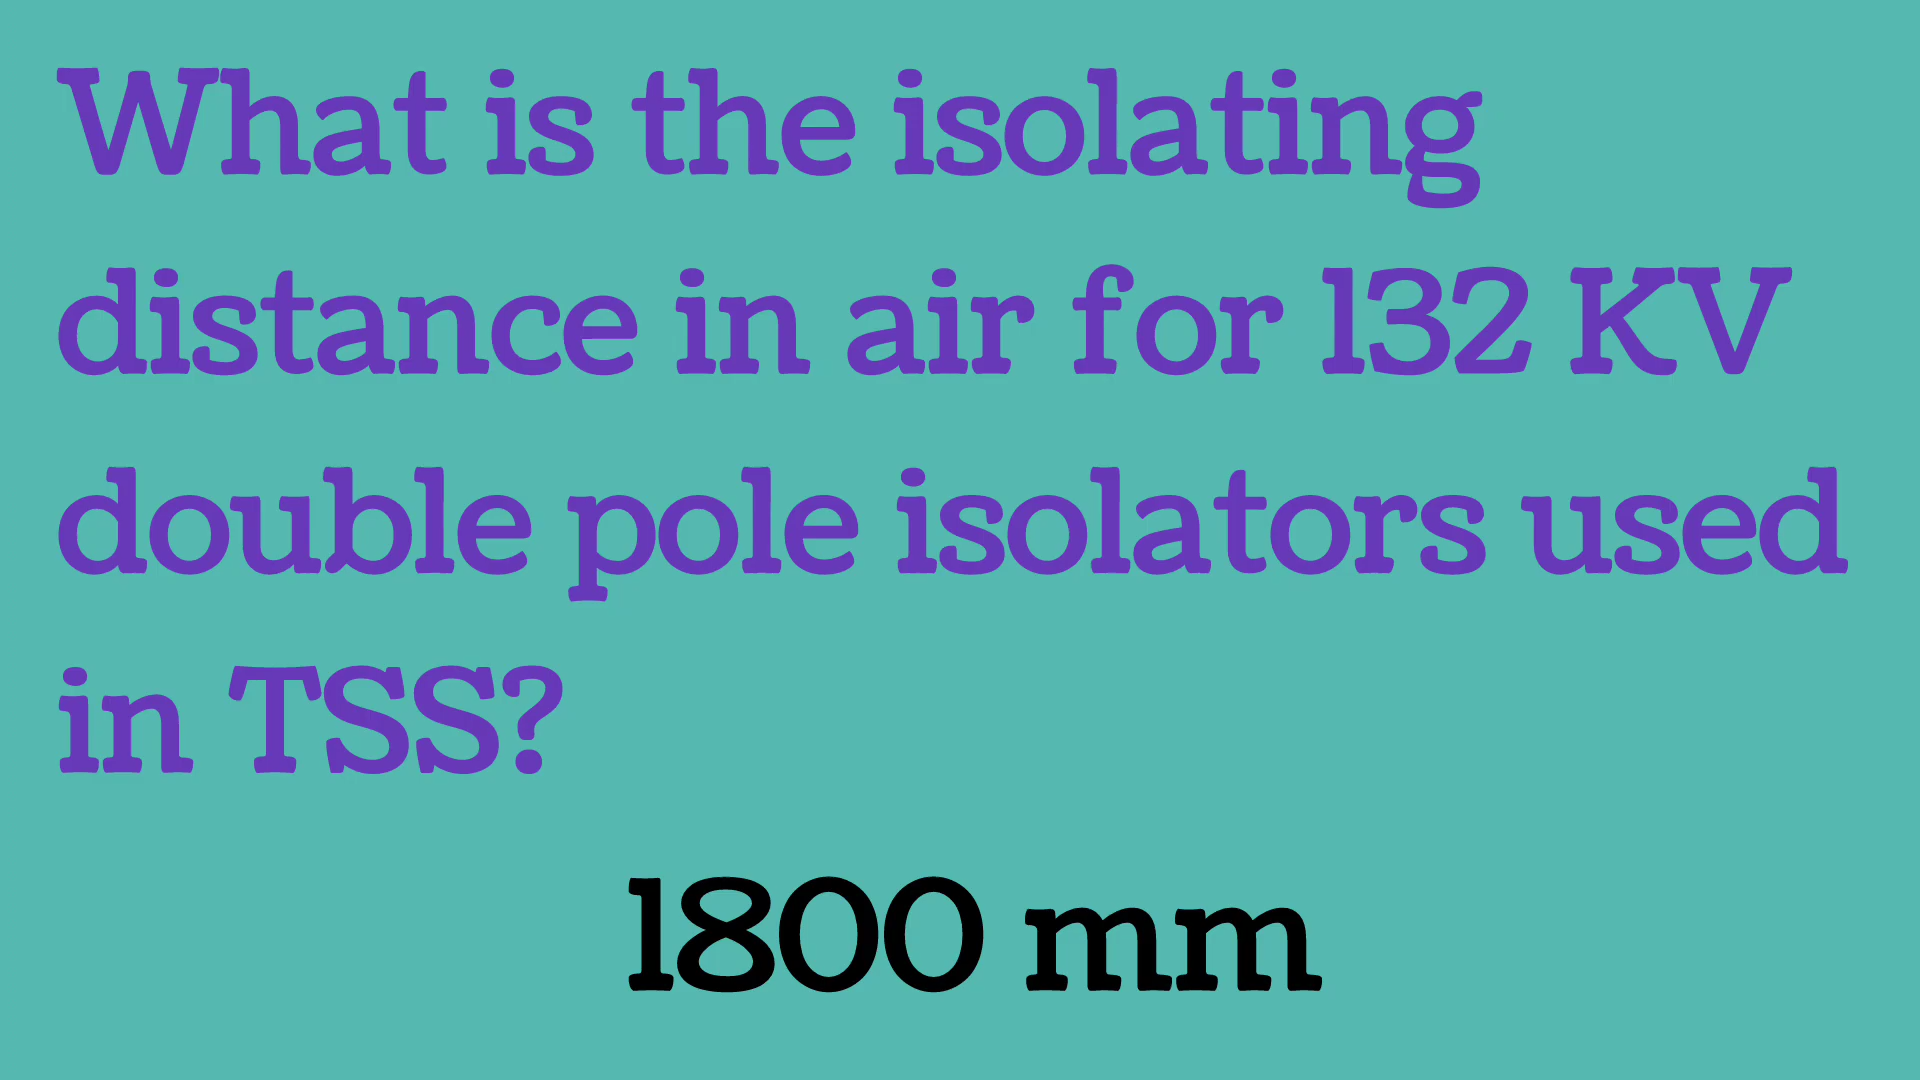 What is the isolating
distance in air for 132 KV
double pole isolators used
in TSS?
1800 mm